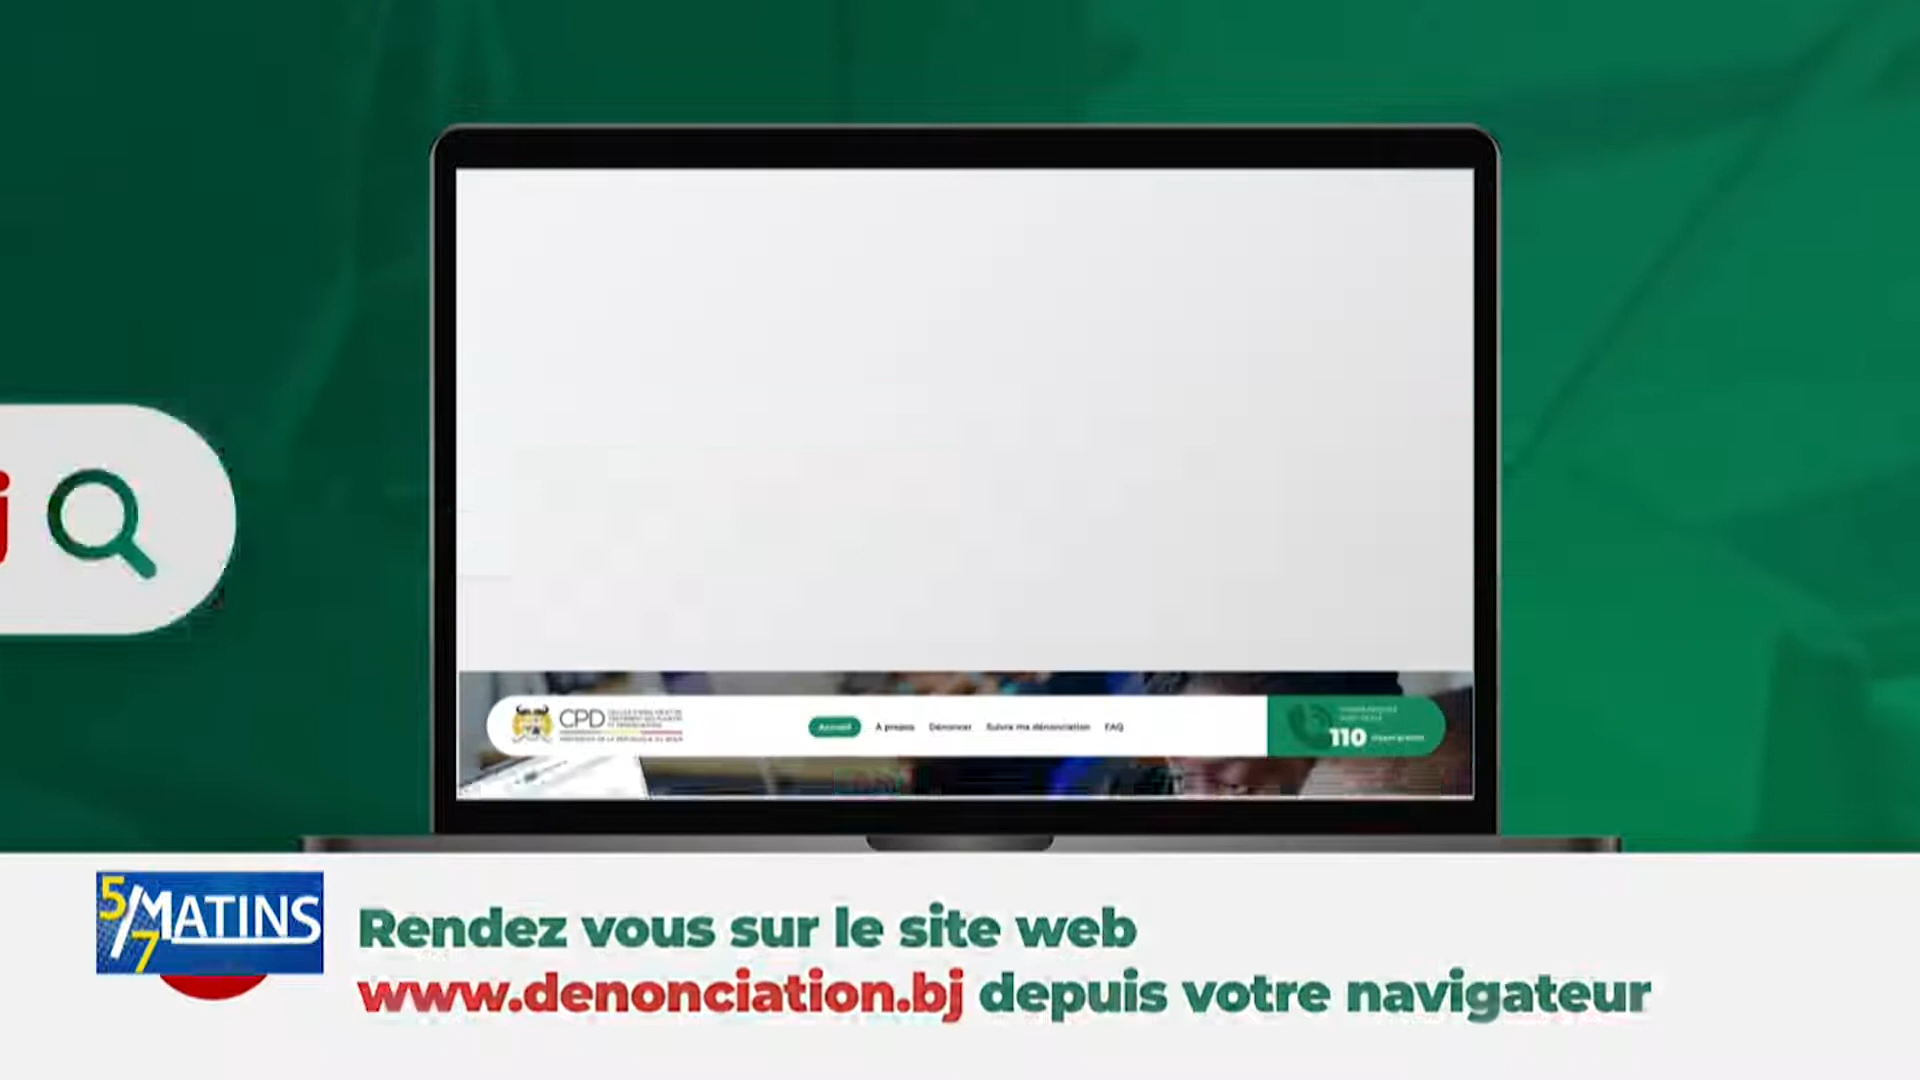 j
CPD
Accueil
À propos
Dénoncer
Suivre ma dénonciation
FAQ
110
5/7 MATINS
Rendez vous sur le site web
www.denonciation.bj depuis votre navigateur